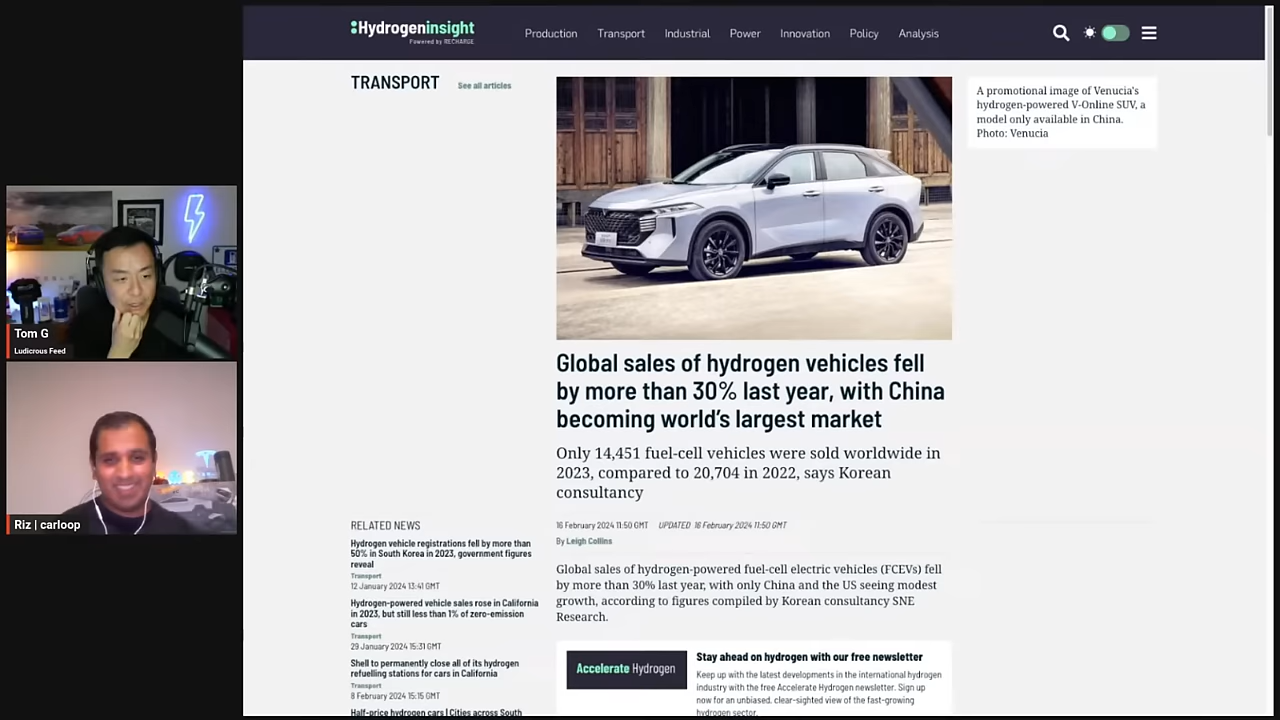 Hydrogeninsight
Powered by RECHARGE
Production Transport Industrial Power Innovation Policy Analysis
TRANSPORT See all articles
A promotional image of Venucia's
hydrogen-powered V-Online SUV, a
model only available in China.
Photo: Venucia
Global sales of hydrogen vehicles fell
by more than 30% last year, with China
becoming world's largest market
Only 14,451 fuel-cell vehicles were sold worldwide in
2023, compared to 20,704 in 2022, says Korean
consultancy
16 February 2024 11:50 GMT UPDATED 16 February 2024 11:50 GMT
By Leigh Collins
Global sales of hydrogen-powered fuel-cell electric vehicles (FCEVs) fell
by more than 30% last year, with only China and the US seeing modest
growth, according to figures compiled by Korean consultancy SNE
Research.
Accelerate Hydrogen
Stay ahead on hydrogen with our free newsletter
Keep up with the latest developments in the international hydrogen
industry with the free Accelerate Hydrogen newsletter. Sign up
now for an unbiased, clear-sighted view of the fast-growing
hydrogen sector.
RELATED NEWS
Hydrogen vehicle registrations fell by more than
50% in South Korea in 2023, government figures
reveal
Transport
12 January 2024 13:41 GMT
Hydrogen-powered vehicle sales rose in California
in 2023, but still less than 1% of zero-emission
cars
Transport
29 January 2024 15:31 GMT
Shell to permanently close all of its hydrogen
refuelling stations for cars in California
Transport
8 February 2024 15:15 GMT
Half-price hydrogen cars | Cities across South
Tom G
Ludicrous Feed
Riz | carloop